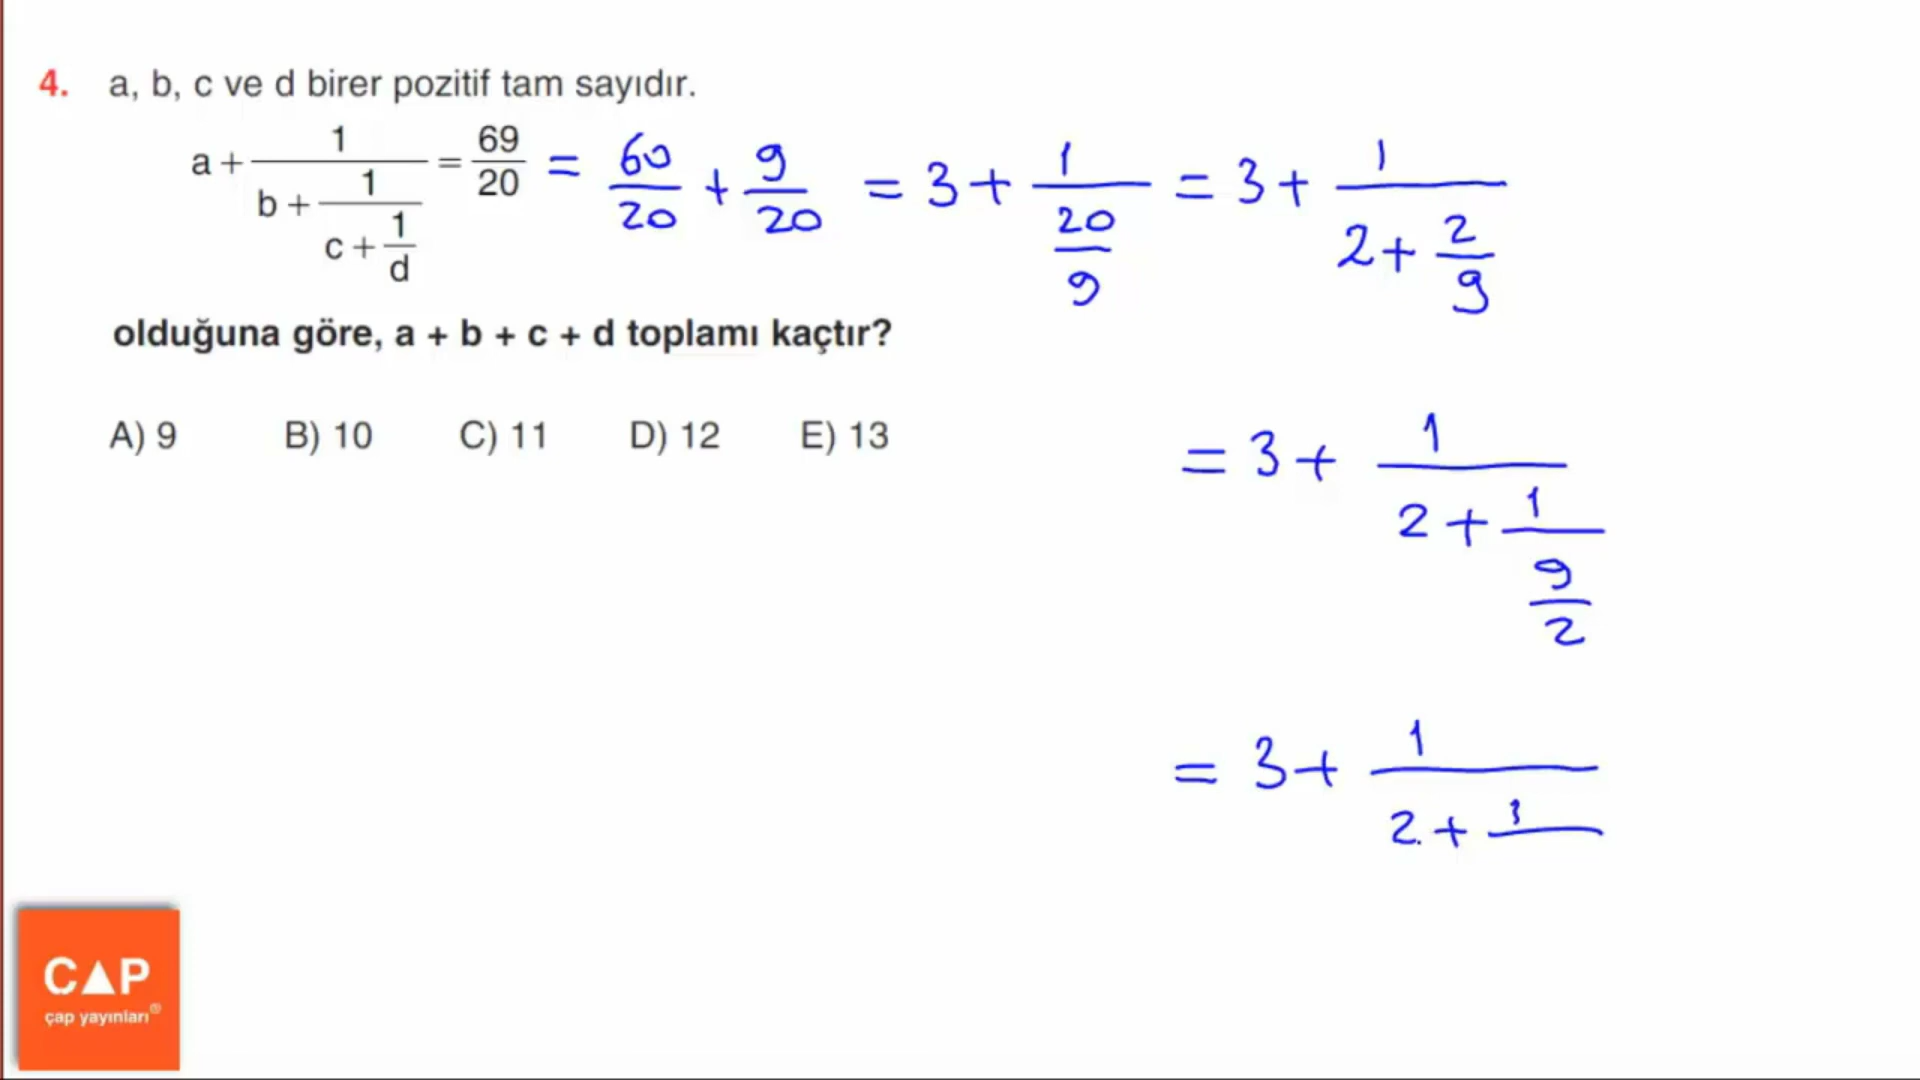 4. a, b, c ve d birer pozitif tam sayıdır.
a + 1/(b + 1/(c + 1/d)) = 69/20 = 60/20 + 9/20 = 3 + 1/(20/9) = 3 + 1/(2 + 2/9)
olduğuna göre, a + b + c + d toplamı kaçtır?
A) 9 B) 10 C) 11 D) 12 E) 13
= 3 + 1/(2 + 1/(9/2))
= 3 + 1/(2 + 1/
CAP
çap yayınları®